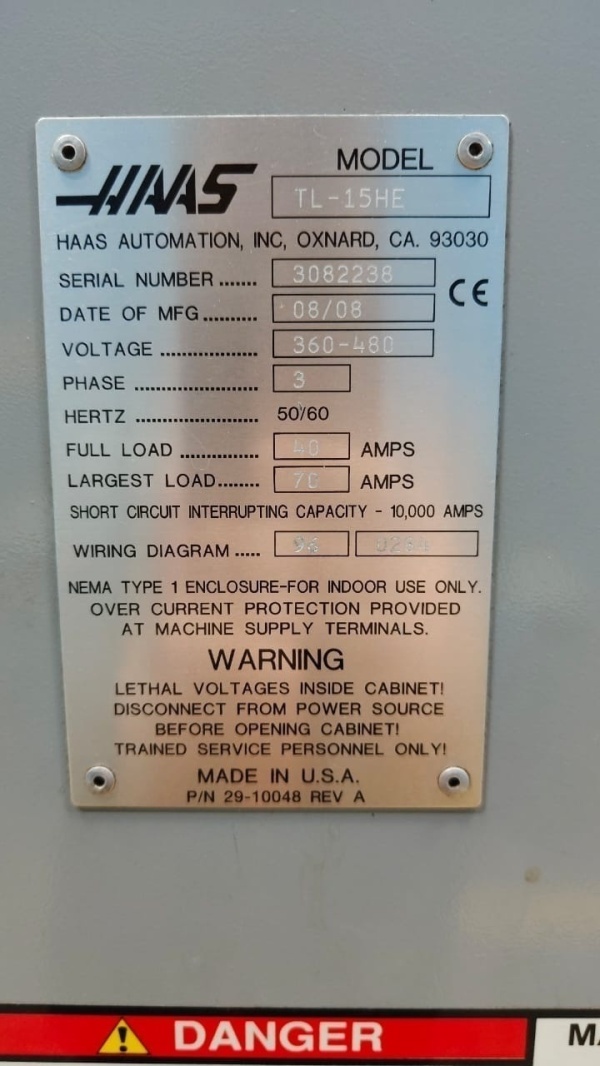 HAAS
MODEL
TL-15HE
HAAS AUTOMATION, INC, OXNARD, CA. 93030
SERIAL NUMBER ....... 3082238
CE
DATE OF MFG.......... 08/08
VOLTAGE ................ 360-480
PHASE .................... 3
HERTZ .................... 50/60
FULL LOAD ............... 40 AMPS
LARGEST LOAD........ 70 AMPS
SHORT CIRCUIT INTERRUPTING CAPACITY - 10,000 AMPS
WIRING DIAGRAM ..... 96
NEMA TYPE 1 ENCLOSURE-FOR INDOOR USE ONLY.
OVER CURRENT PROTECTION PROVIDED
AT MACHINE SUPPLY TERMINALS.
WARNING
LETHAL VOLTAGES INSIDE CABINET!
DISCONNECT FROM POWER SOURCE
BEFORE OPENING CABINET!
TRAINED SERVICE PERSONNEL ONLY!
MADE IN U.S.A.
P/N 29-10048 REV A
DANGER